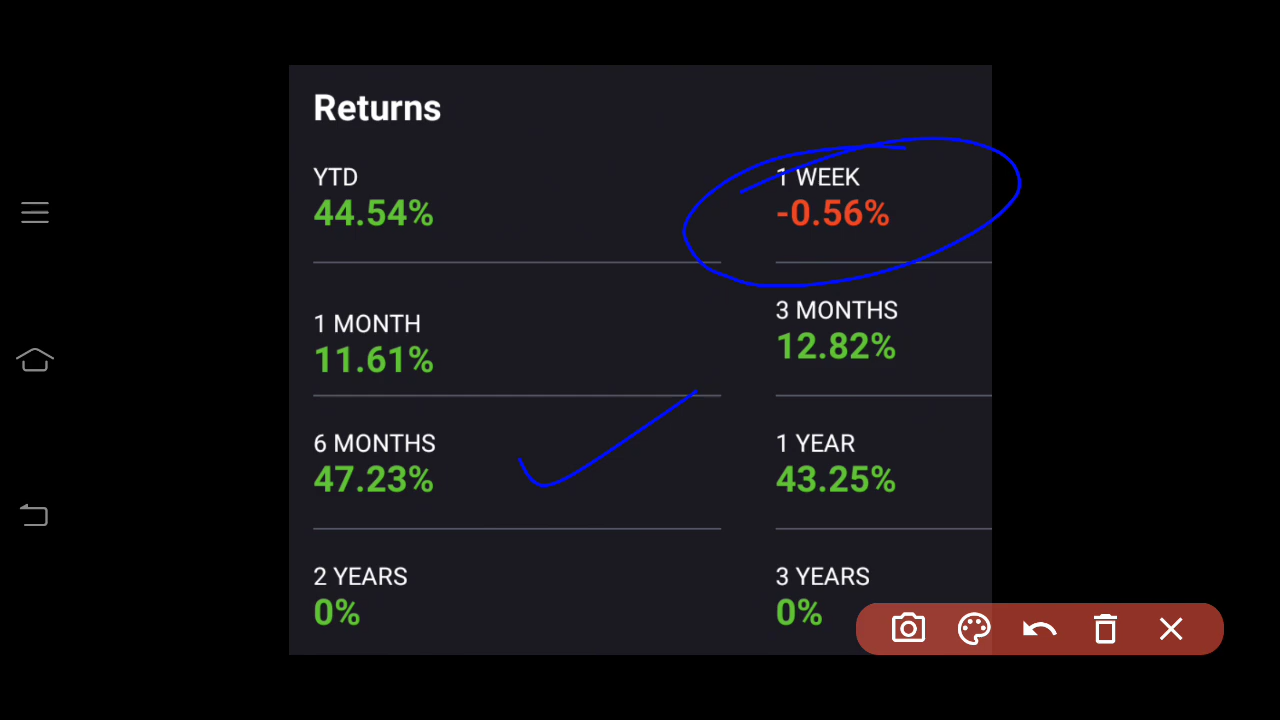 Returns
YTD
44.54%
1 WEEK
-0.56%
1 MONTH
11.61%
3 MONTHS
12.82%
6 MONTHS
47.23%
1 YEAR
43.25%
2 YEARS
0%
3 YEARS
0%